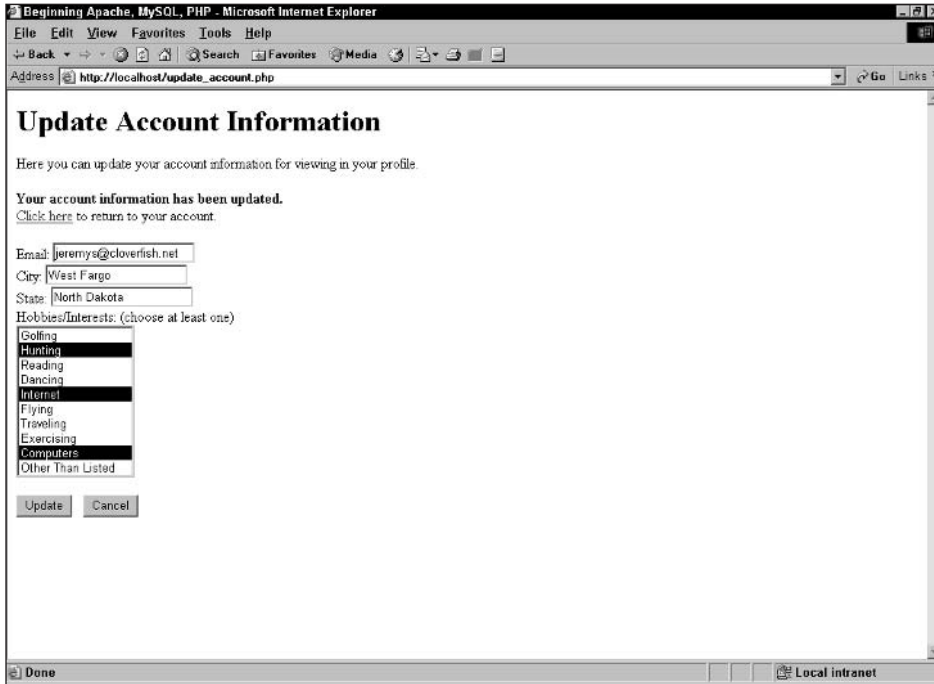 Beginning Apache, MySQL, PHP - Microsoft Internet Explorer
File Edit View Favorites Tools Help
Back Search Favorites Media
Address http://localhost/update_account.php Go Links
Update Account Information
Here you can update your account information for viewing in your profile.
Your account information has been updated.
Click here to return to your account.
Email: jeremys@cloverfish.net
City: West Fargo
State: North Dakota
Hobbies/Interests: (choose at least one)
Golfing
Hunting
Reading
Dancing
Internet
Flying
Traveling
Exercising
Computers
Other Than Listed
Update Cancel
Done Local intranet